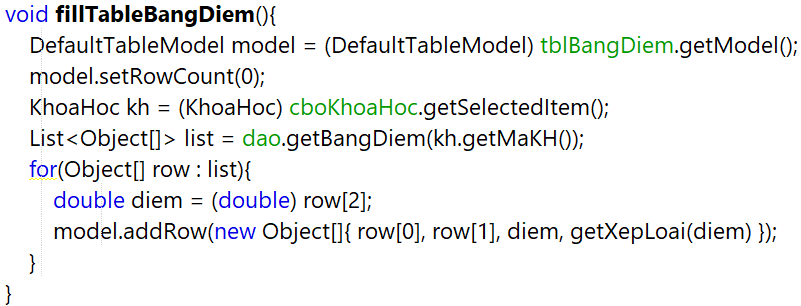 void fillTableBangDiem(){
    DefaultTableModel model = (DefaultTableModel) tblBangDiem.getModel();
    model.setRowCount(0);
    KhoaHoc kh = (KhoaHoc) cboKhoaHoc.getSelectedItem();
    List<Object[]> list = dao.getBangDiem(kh.getMaKH());
    for(Object[] row : list){
        double diem = (double) row[2];
        model.addRow(new Object[]{ row[0], row[1], diem, getXepLoai(diem) });
    }
}